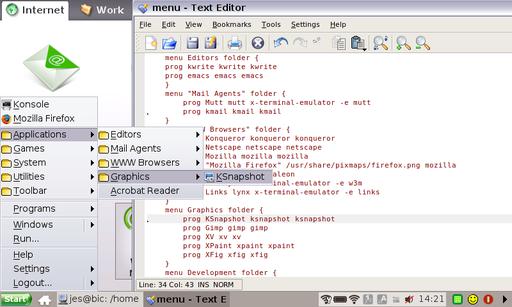 Internet
Work
menu - Text Editor
File Edit View Bookmarks Tools Settings Help
menu Editors folder {
prog kwrite kwrite kwrite
prog emacs emacs emacs
}
menu "Mail Agents" folder {
prog Mutt mutt x-terminal-emulator -e mutt
prog kmail kmail kmail
}
Browsers" folder {
Konqueror konqueror konqueror
Netscape netscape netscape
Mozilla mozilla mozilla
"Mozilla Firefox" /usr/share/pixmaps/firefox.png mozilla
aleon
-terminal-emulator -e w3m
Links lynx x-terminal-emulator -e links
}
menu Graphics folder {
prog KSnapshot ksnapshot ksnapshot
prog Gimp gimp gimp
prog XV xv xv
prog XPaint xpaint xpaint
prog XFig xfig xfig
}
menu Development folder {
Konsole
Mozilla Firefox
Applications
Games
System
Utilities
Toolbar
Programs
Windows
Run...
Help
Settings
Logout...
Editors
Mail Agents
WWW Browsers
Graphics
Acrobat Reader
KSnapshot
Line: 34 Col: 43 INS NORM
Start
jes@bic: /home
menu - Text E
14:21